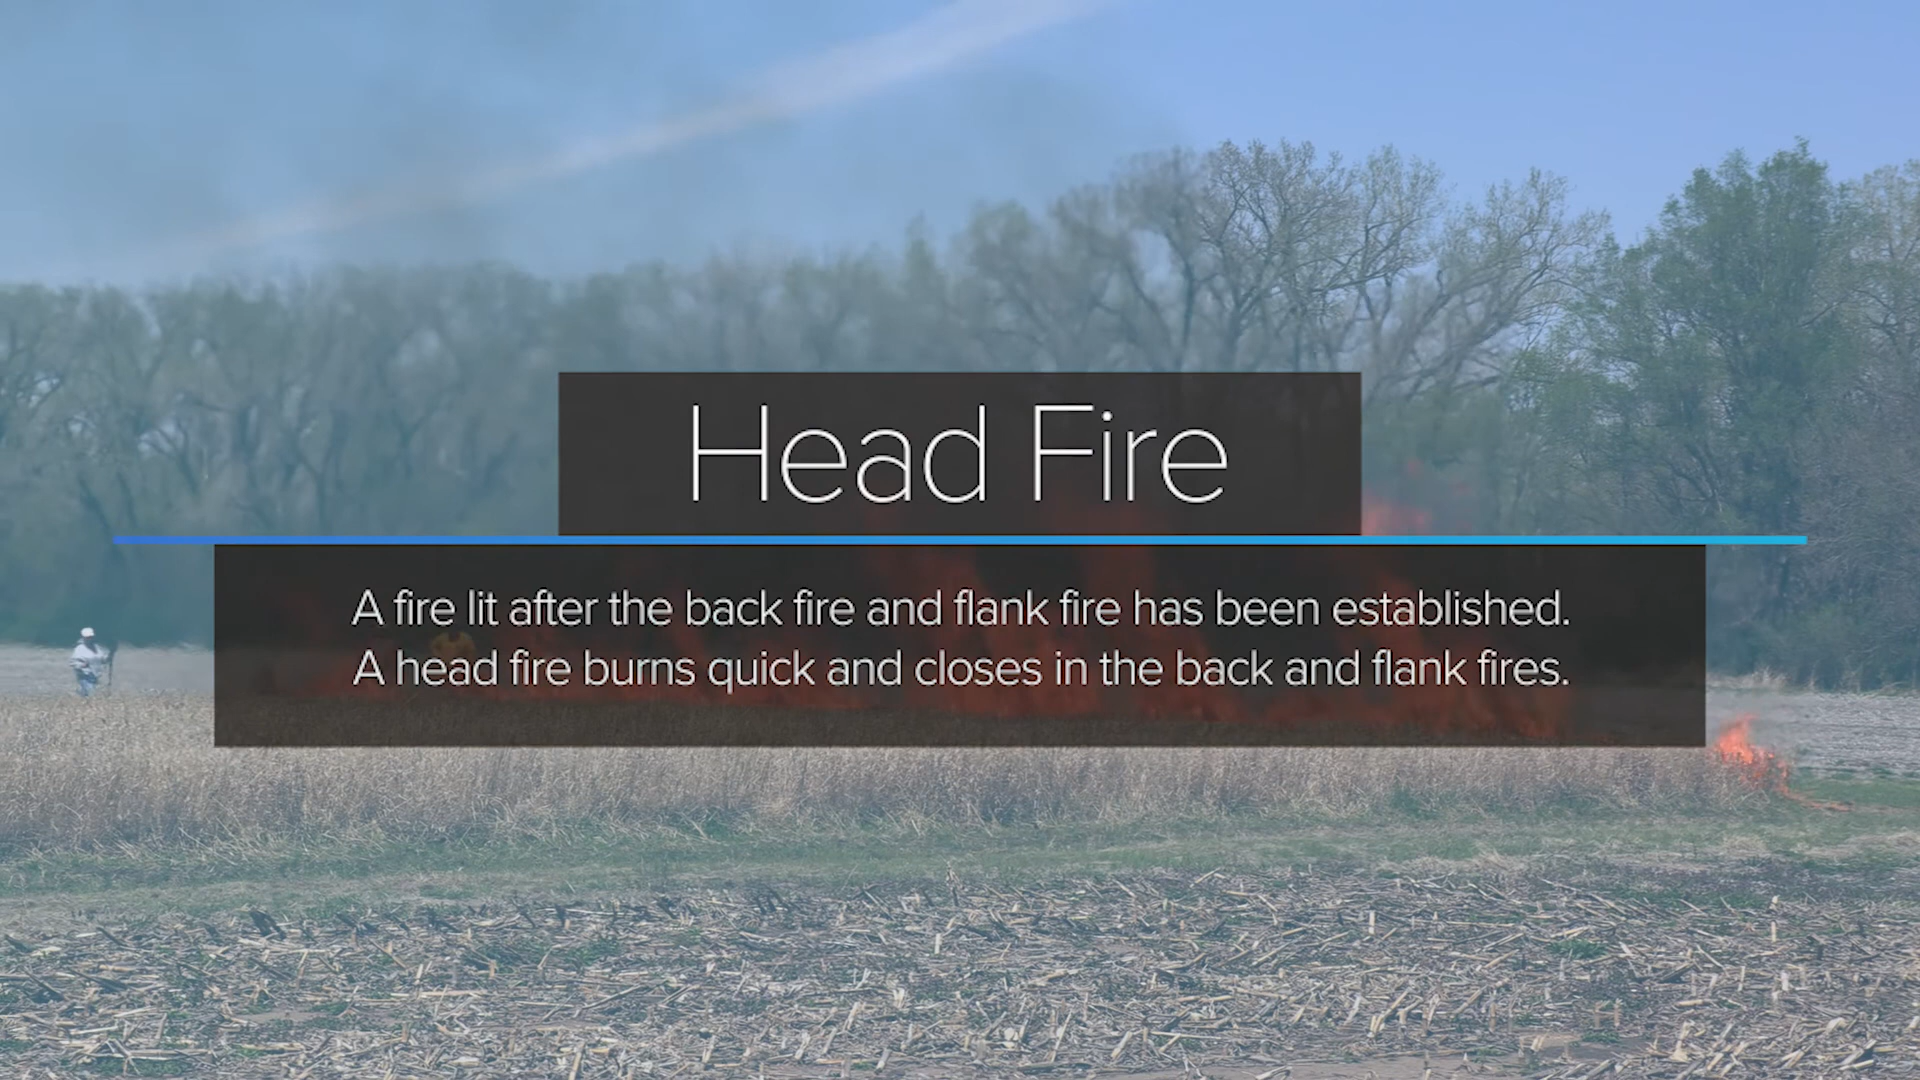 Head Fire
A fire lit after the back fire and flank fire has been established.
A head fire burns quick and closes in the back and flank fires.